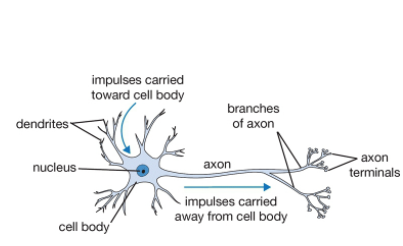 impulses carried
toward cell body
branches
of axon
dendrites
axon
axon
terminals
nucleus
impulses carried
away from cell body
cell body